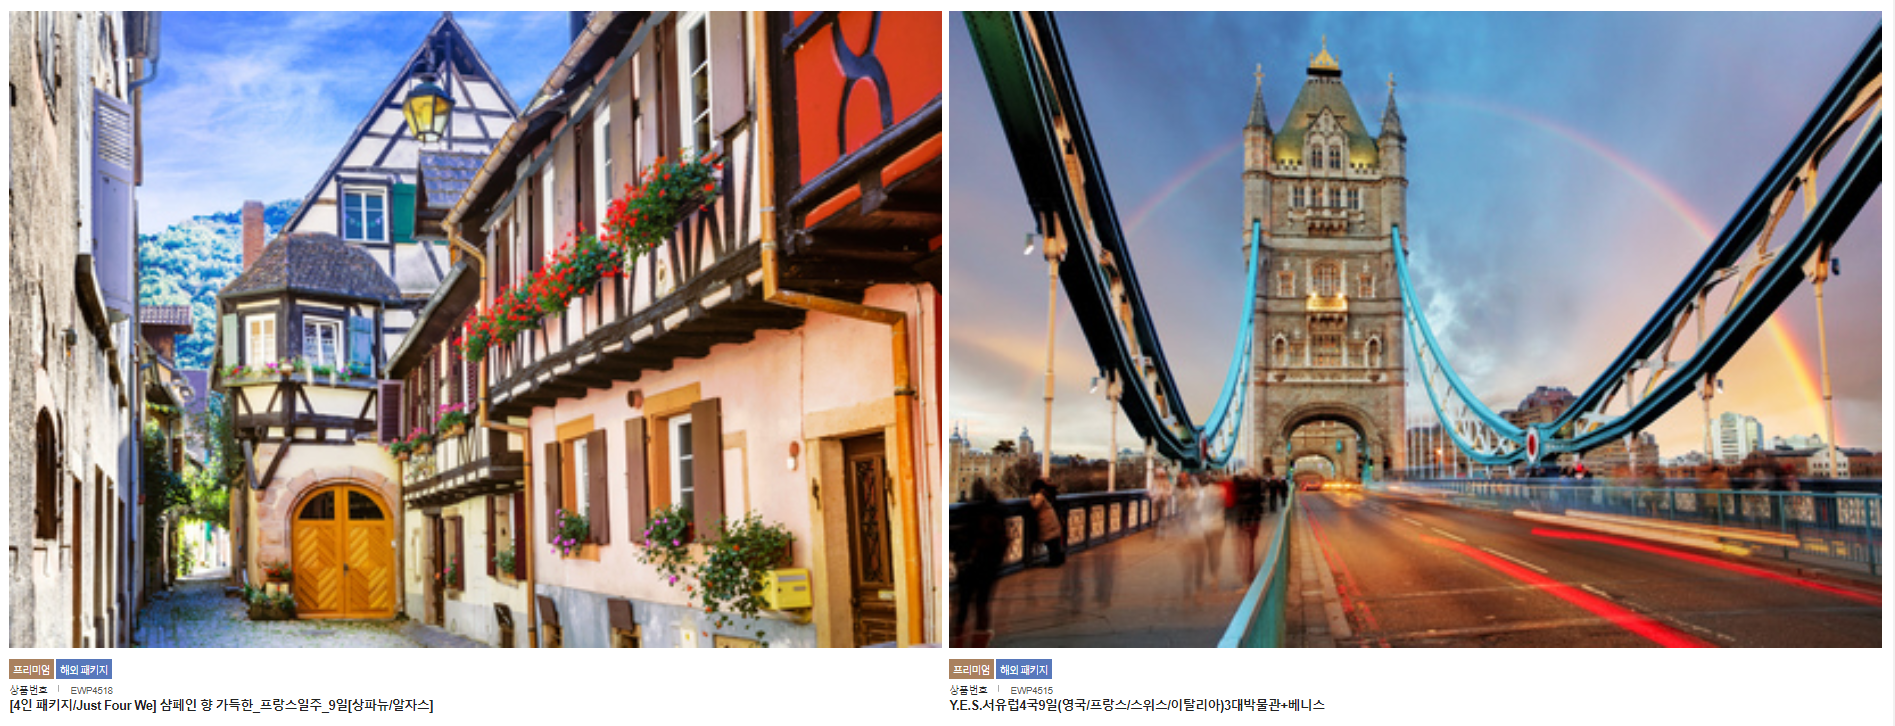 프리미엄 해외 패키지
상품번호 | EWP4518
[4인 패키지/Just Four We] 샴페인 향 가득한_프랑스일주_9일[상파뉴/알자스]
프리미엄 해외 패키지
상품번호 | EWP4515
Y.E.S.서유럽4국9일(영국/프랑스/스위스/이탈리아)3대박물관+베니스